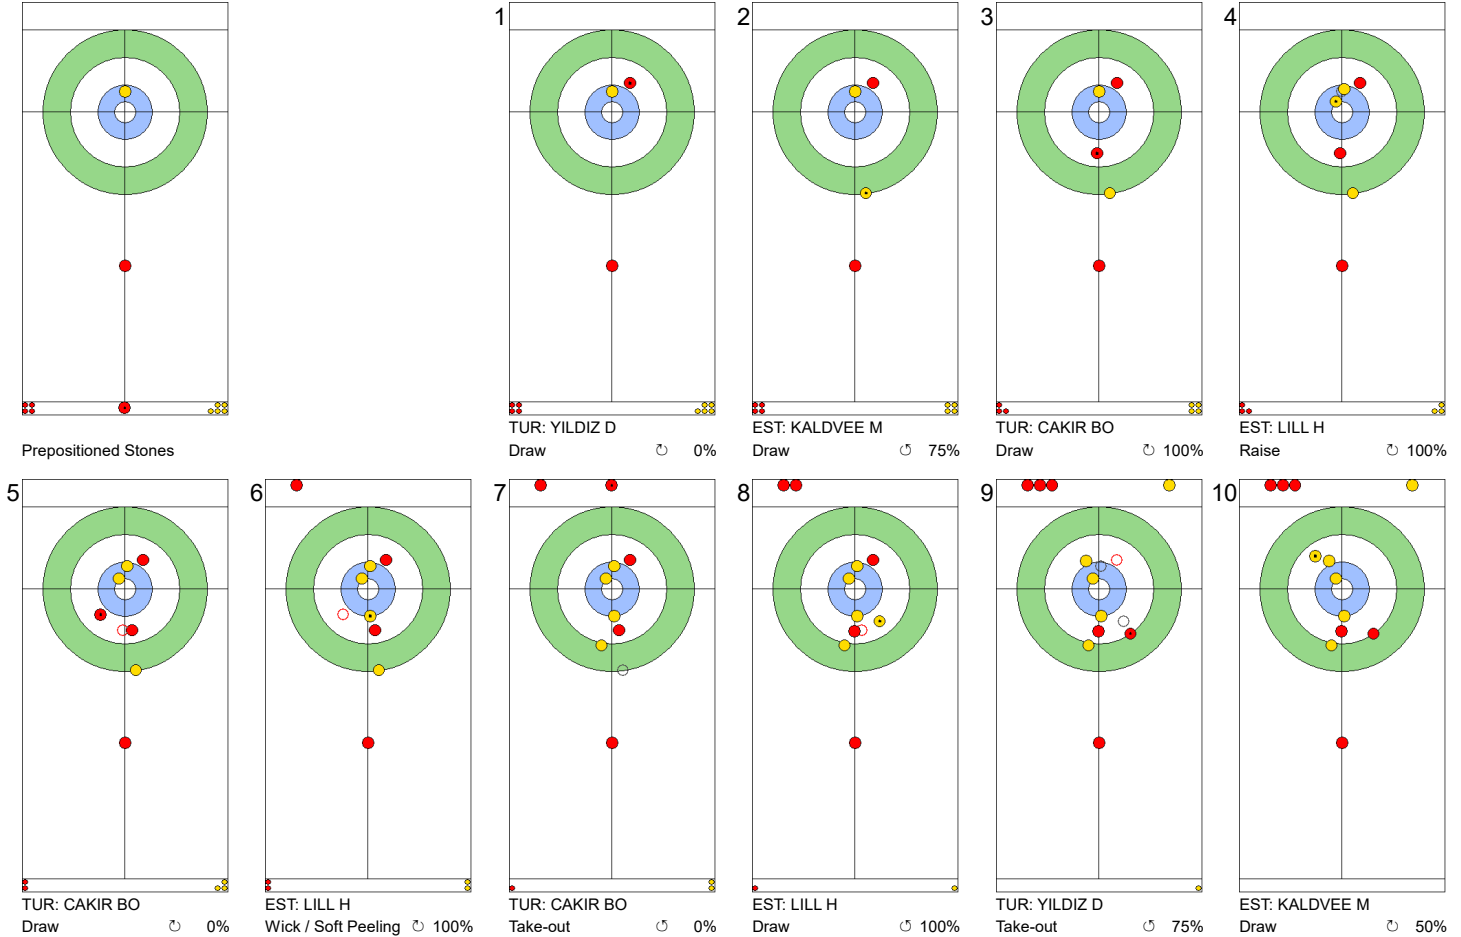 Prepositioned Stones
1
TUR: YILDIZ D
Draw ↻ 0%
2
EST: KALDVEE M
Draw ↺ 75%
3
TUR: CAKIR BO
Draw ↻ 100%
4
EST: LILL H
Raise ↻ 100%
5
TUR: CAKIR BO
Draw ↻ 0%
6
EST: LILL H
Wick / Soft Peeling ↻ 100%
7
TUR: CAKIR BO
Take-out ↺ 0%
8
EST: LILL H
Draw ↺ 100%
9
TUR: YILDIZ D
Take-out ↺ 75%
10
EST: KALDVEE M
Draw ↻ 50%